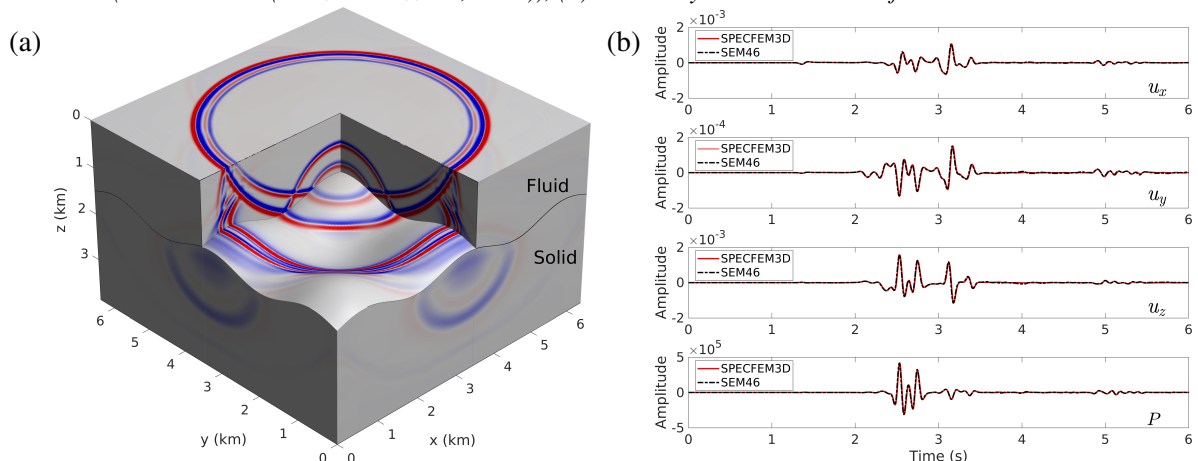 (a)
0
1
2
3
z (km)
Fluid
Solid
6
5
4
3
2
1
0
y (km)
0
1
2
3
4
5
6
x (km)
(b)
×10⁻³
2
0
-2
Amplitude
SPECFEM3D
SEM46
u_x
0 1 2 3 4 5 6
×10⁻⁴
2
0
-2
Amplitude
SPECFEM3D
SEM46
u_y
0 1 2 3 4 5 6
×10⁻³
2
0
-2
Amplitude
SPECFEM3D
SEM46
u_z
0 1 2 3 4 5 6
×10⁵
5
0
-5
Amplitude
SPECFEM3D
SEM46
P
0 1 2 3 4 5 6
Time (s)